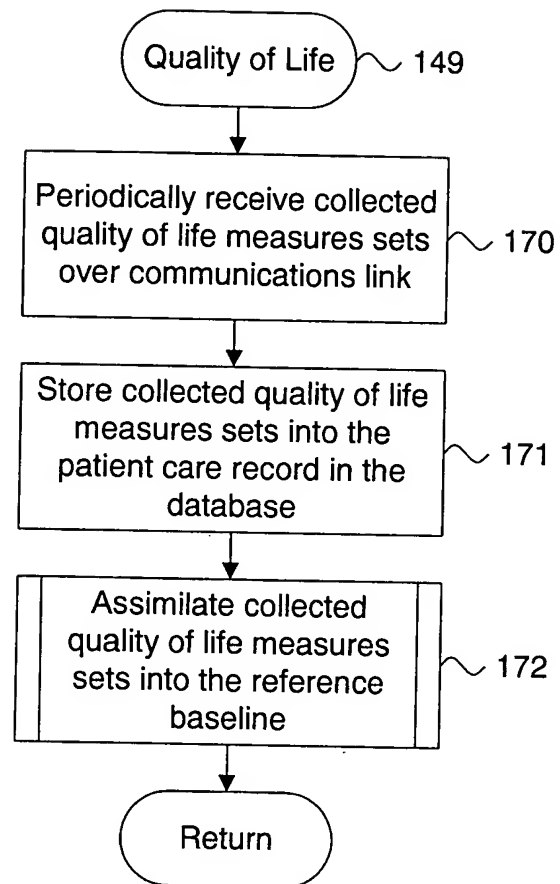 Quality of Life
149
Periodically receive collected
quality of life measures sets
over communications link
170
Store collected quality of life
measures sets into the
patient care record in the
database
171
Assimilate collected
quality of life measures
sets into the reference
baseline
172
Return